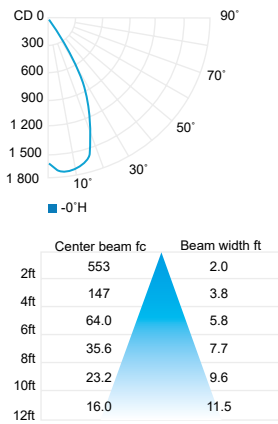 CD 0
90˚
300
600
70˚
900
1 200
50˚
1 500
30˚
1 800
10˚
-0˚H
Center beam fc Beam width ft
553 2.0
2ft
147 3.8
4ft
64.0 5.8
6ft
35.6 7.7
8ft
23.2 9.6
10ft
16.0 11.5
12ft